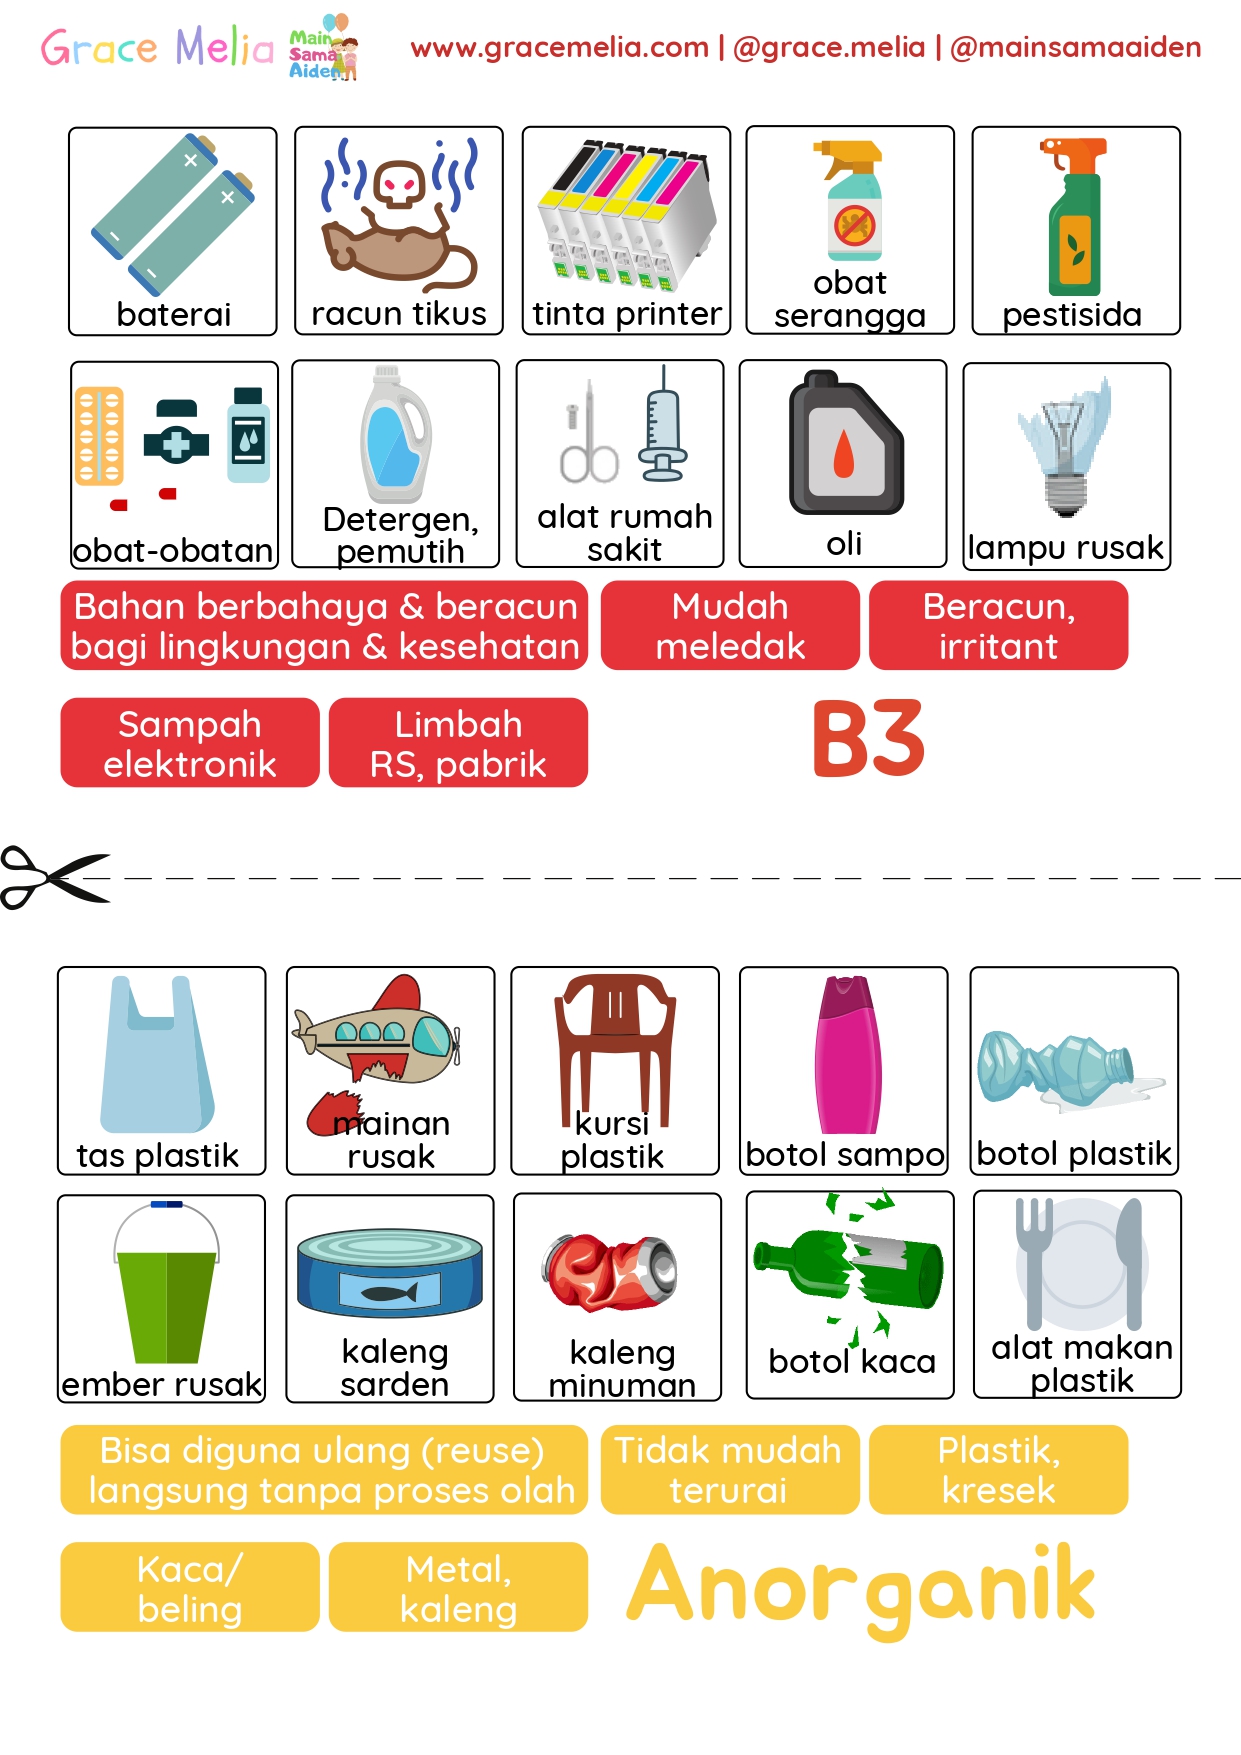 Grace Melia
Main
Sama
Aiden
www.gracemelia.com | @grace.melia | @mainsamaaiden
baterai
racun tikus
tinta printer
obat
serangga
pestisida
obat-obatan
Detergen,
pemutih
alat rumah
sakit
oli
lampu rusak
Bahan berbahaya & beracun
bagi lingkungan & kesehatan
Mudah
meledak
Beracun,
irritant
Sampah
elektronik
Limbah
RS, pabrik
B3
tas plastik
mainan
rusak
kursi
plastik
botol sampo
botol plastik
ember rusak
kaleng
sarden
kaleng
minuman
botol kaca
alat makan
plastik
Bisa diguna ulang (reuse)
langsung tanpa proses olah
Tidak mudah
terurai
Plastik,
kresek
Kaca/
beling
Metal,
kaleng
Anorganik